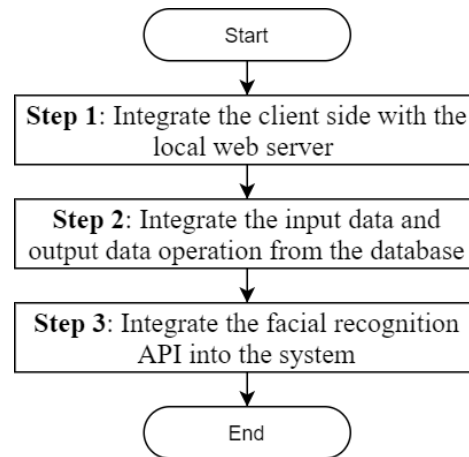 Start
Step 1: Integrate the client side with the
local web server
Step 2: Integrate the input data and
output data operation from the database
Step 3: Integrate the facial recognition
API into the system
End